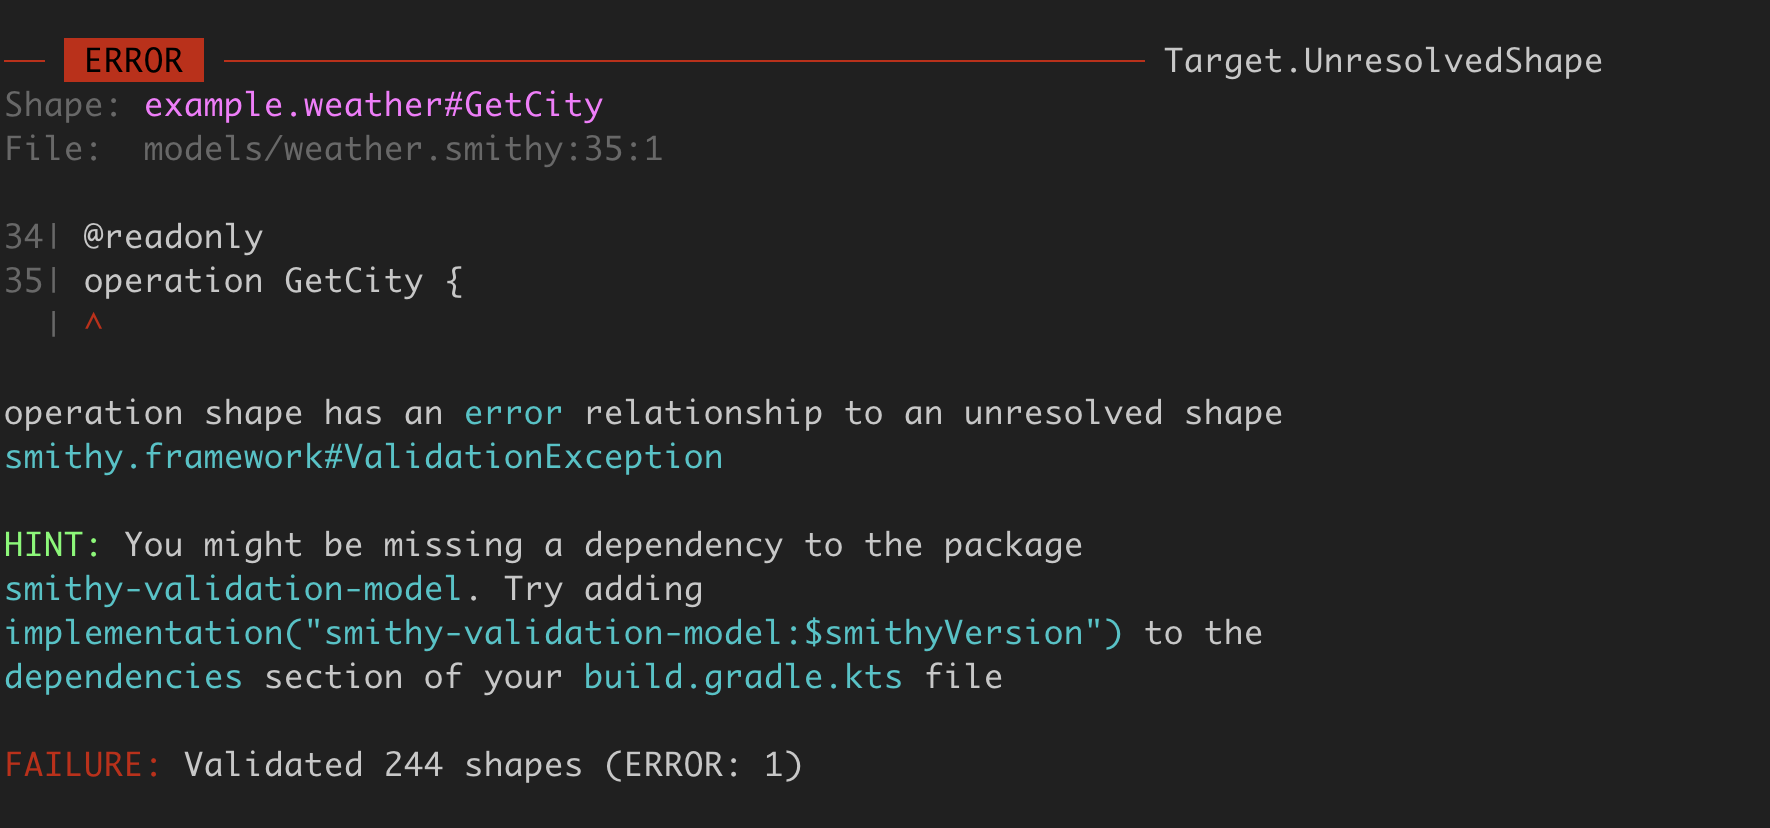 ERROR Target.UnresolvedShape
Shape: example.weather#GetCity
File: models/weather.smithy:35:1
34| @readonly
35| operation GetCity {
| ^
operation shape has an error relationship to an unresolved shape
smithy.framework#ValidationException
HINT: You might be missing a dependency to the package
smithy-validation-model. Try adding
implementation("smithy-validation-model:$smithyVersion") to the
dependencies section of your build.gradle.kts file
FAILURE: Validated 244 shapes (ERROR: 1)